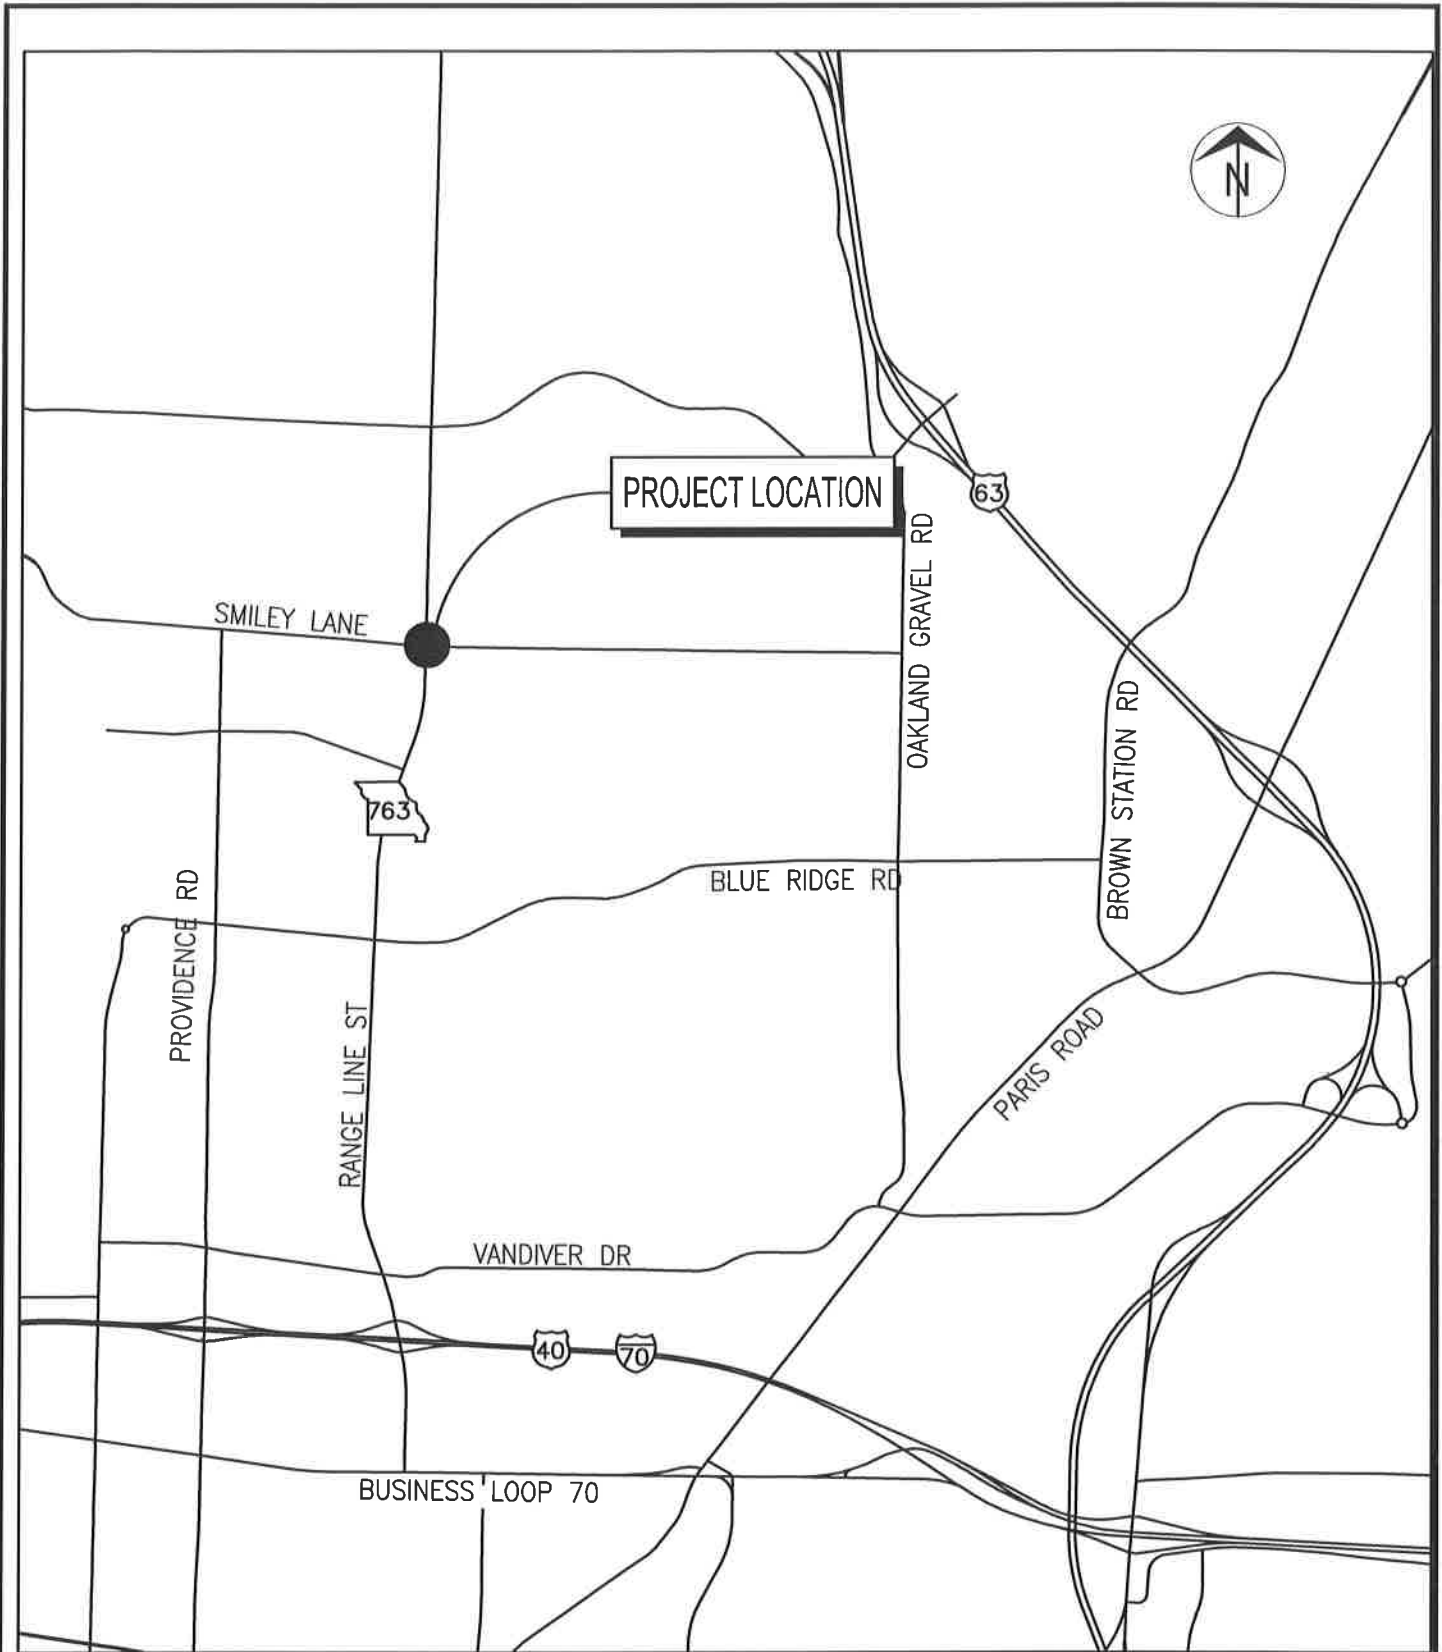 N
PROJECT LOCATION
63
SMILEY LANE
OAKLAND GRAVEL RD
BROWN STATION RD
763
BLUE RIDGE RD
PROVIDENCE RD
RANGE LINE ST
PARIS ROAD
VANDIVER DR
40
70
BUSINESS LOOP 70